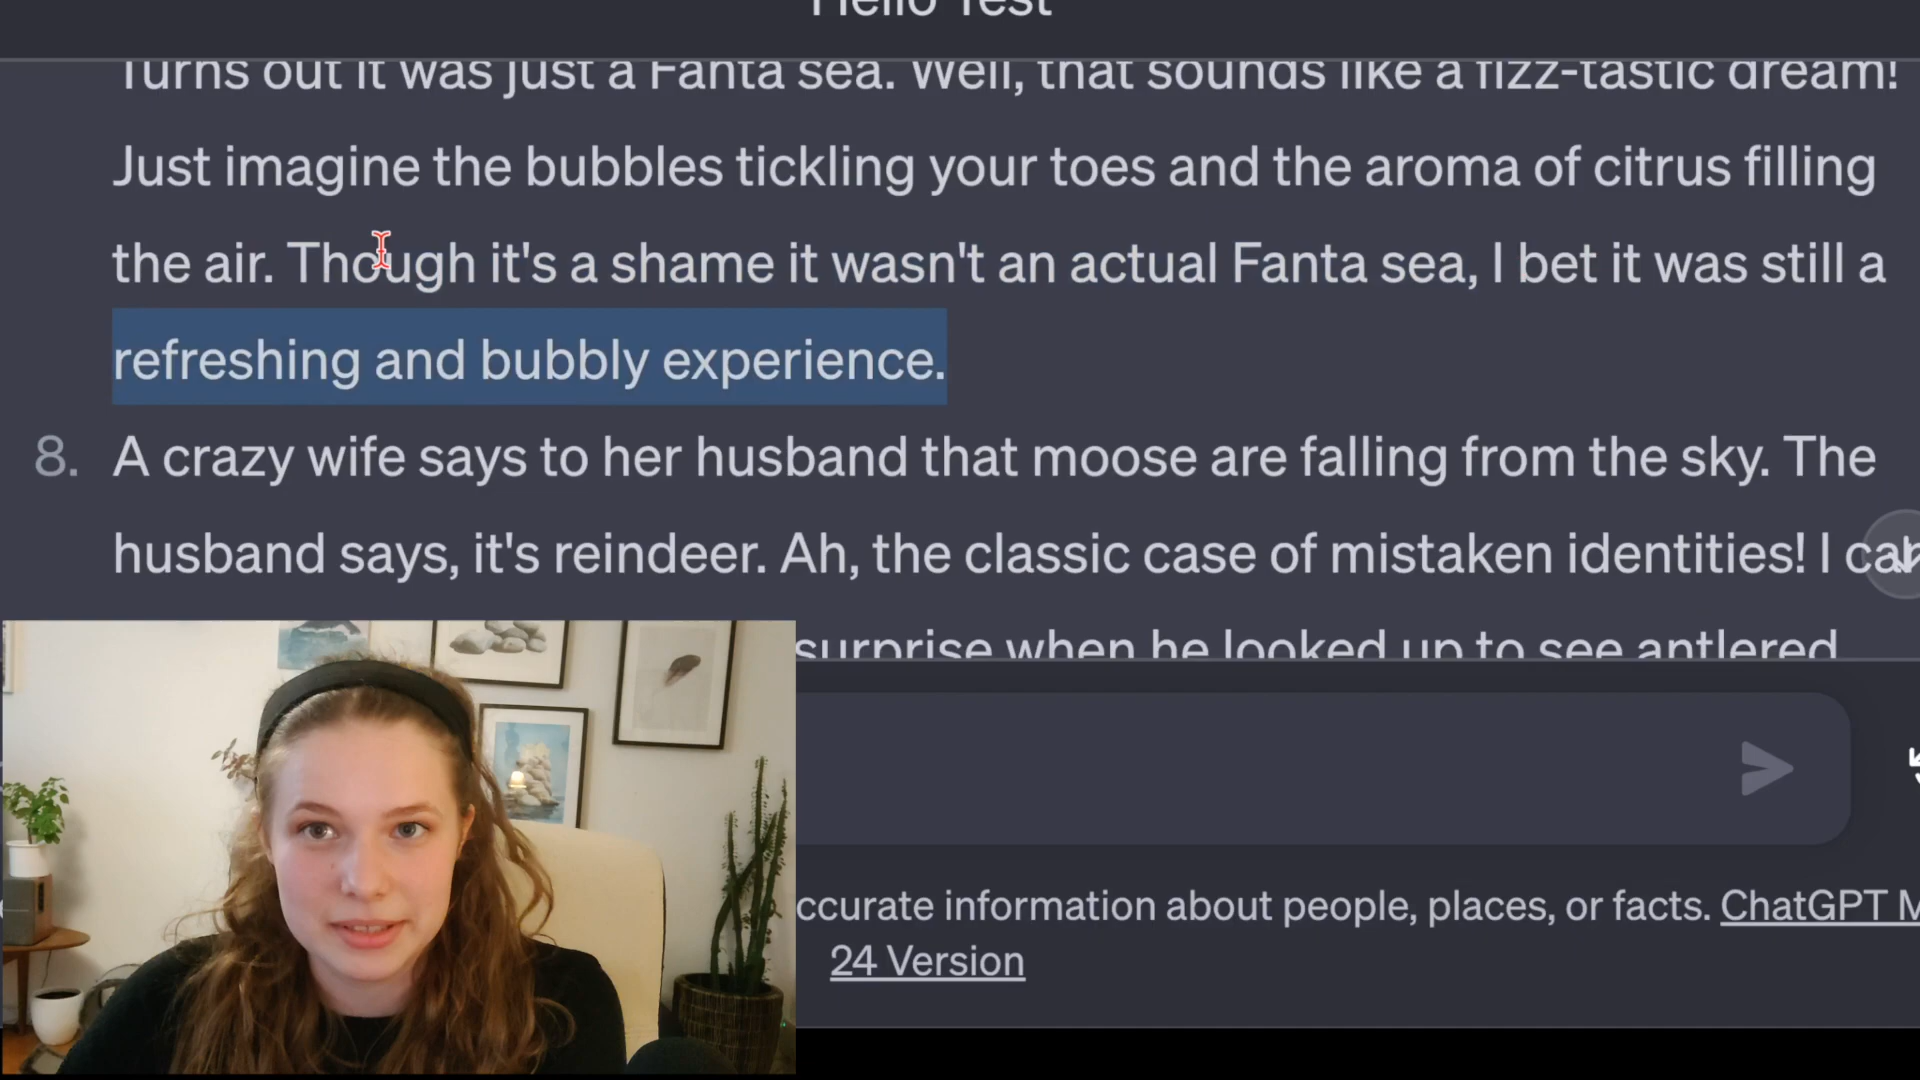 Hello Test
Turns out it was just a Fanta sea. Well, that sounds like a fizz-tastic dream!
Just imagine the bubbles tickling your toes and the aroma of citrus filling
the air. Though it's a shame it wasn't an actual Fanta sea, I bet it was still a
refreshing and bubbly experience.
8. A crazy wife says to her husband that moose are falling from the sky. The
husband says, it's reindeer. Ah, the classic case of mistaken identities! I can
surprise when he looked up to see antlered
ccurate information about people, places, or facts. ChatGPT M
24 Version